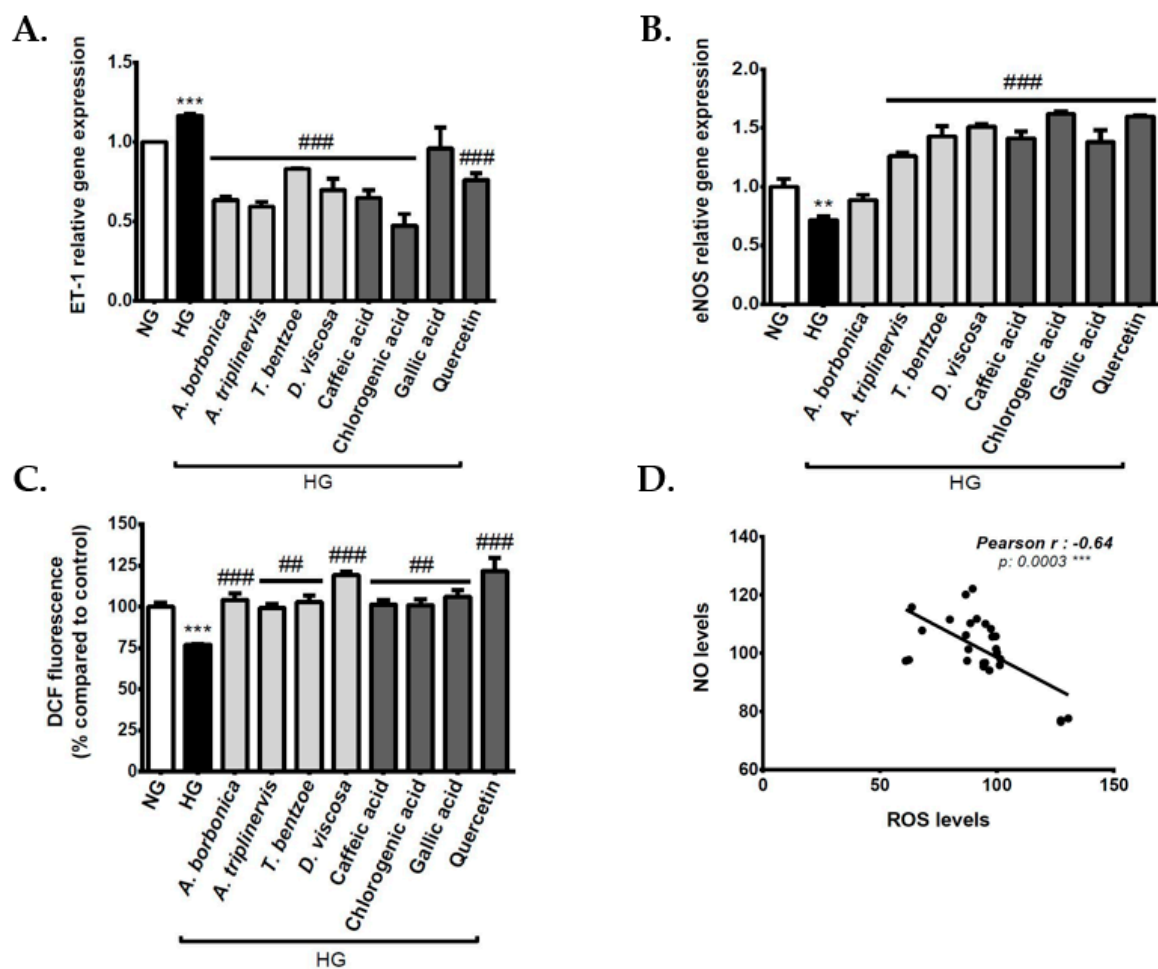 A.
ET-1 relative gene expression
1.5
1.0
0.5
0.0
***
###
###
NG
HG
A. borbonica
A. triplinervis
T. bentzoe
D. viscosa
Caffeic acid
Chlorogenic acid
Gallic acid
Quercetin
HG
B.
eNOS relative gene expression
2.0
1.5
1.0
0.5
0.0
**
###
NG
HG
A. borbonica
A. triplinervis
T. bentzoe
D. viscosa
Caffeic acid
Chlorogenic acid
Gallic acid
Quercetin
HG
C.
DCF fluorescence
(% compared to control)
150
125
100
75
50
25
0
***
###
##
###
##
###
NG
HG
A. borbonica
A. triplinervis
T. bentzoe
D. viscosa
Caffeic acid
Chlorogenic acid
Gallic acid
Quercetin
HG
D.
NO levels
140
120
100
80
60
Pearson r : -0.64
p: 0.0003 ***
0
50
100
150
ROS levels